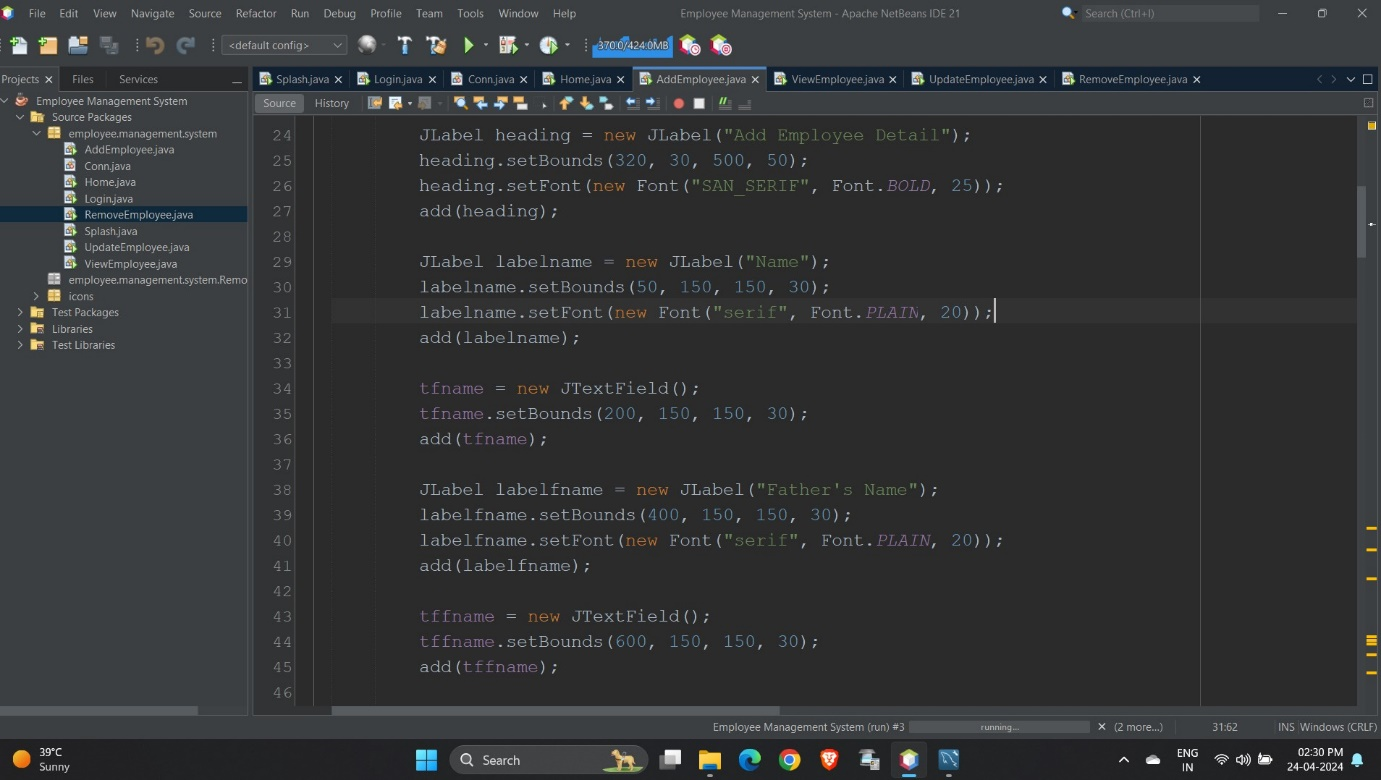 File Edit View Navigate Source Refactor Run Debug Profile Team Tools Window Help
Employee Management System - Apache NetBeans IDE 21
Search (Ctrl+I)
<default config>
370.0/424.0MB
Projects Files Services
Splash.java Login.java Conn.java Home.java AddEmployee.java ViewEmployee.java UpdateEmployee.java RemoveEmployee.java
Source History
Employee Management System
Source Packages
employee.management.system
AddEmployee.java
Conn.java
Home.java
Login.java
RemoveEmployee.java
Splash.java
UpdateEmployee.java
ViewEmployee.java
employee.management.system.Remo
icons
Test Packages
Libraries
Test Libraries
24 JLabel heading = new JLabel("Add Employee Detail");
25 heading.setBounds(320, 30, 500, 50);
26 heading.setFont(new Font("SAN_SERIF", Font.BOLD, 25));
27 add(heading);
28
29 JLabel labelname = new JLabel("Name");
30 labelname.setBounds(50, 150, 150, 30);
31 labelname.setFont(new Font("serif", Font.PLAIN, 20));
32 add(labelname);
33
34 tfname = new JTextField();
35 tfname.setBounds(200, 150, 150, 30);
36 add(tfname);
37
38 JLabel labelfname = new JLabel("Father's Name");
39 labelfname.setBounds(400, 150, 150, 30);
40 labelfname.setFont(new Font("serif", Font.PLAIN, 20));
41 add(labelfname);
42
43 tffname = new JTextField();
44 tffname.setBounds(600, 150, 150, 30);
45 add(tffname);
46
Employee Management System (run) #3 running... (2 more...) 31:62 INS Windows (CRLF)
39°C
Sunny
Search
ENG
IN
02:30 PM
24-04-2024